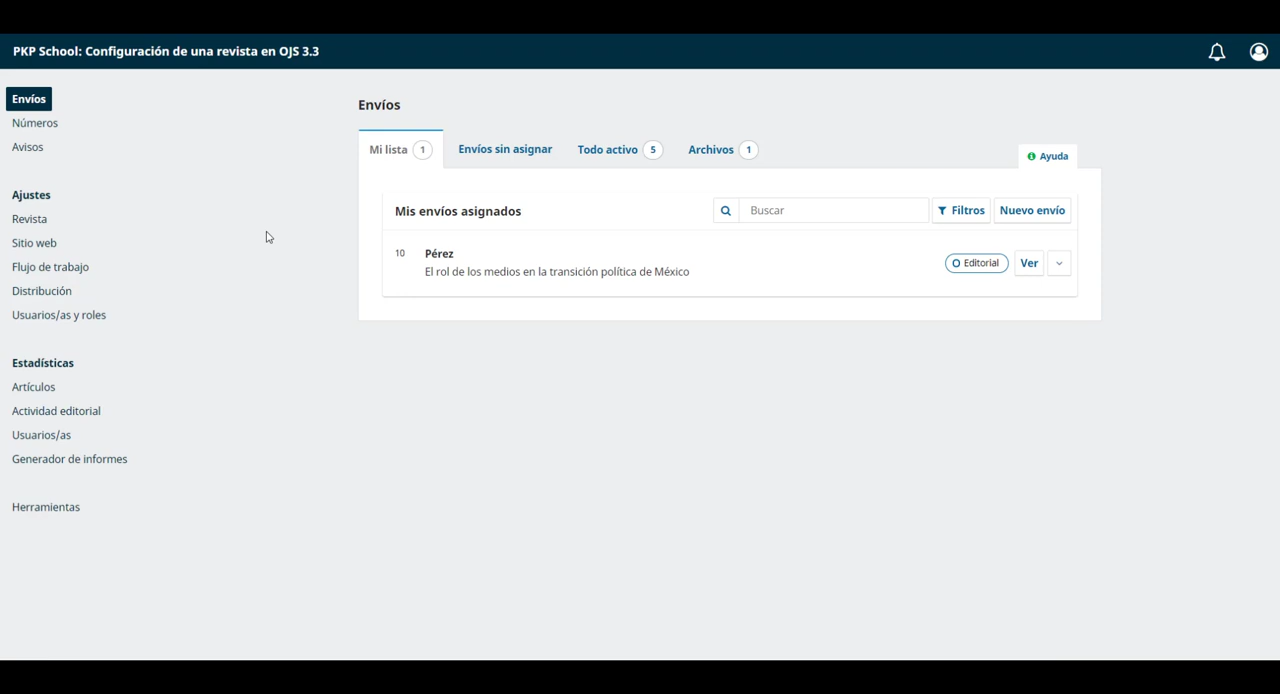 PKP School: Configuración de una revista en OJS 3.3
Envíos
Números
Avisos
Ajustes
Revista
Sitio web
Flujo de trabajo
Distribución
Usuarios/as y roles
Estadísticas
Artículos
Actividad editorial
Usuarios/as
Generador de informes
Herramientas
Envíos
Mi lista 1 Envíos sin asignar Todo activo 5 Archivos 1
Ayuda
Mis envíos asignados Buscar Filtros Nuevo envío
10 Pérez
El rol de los medios en la transición política de México
Editorial Ver